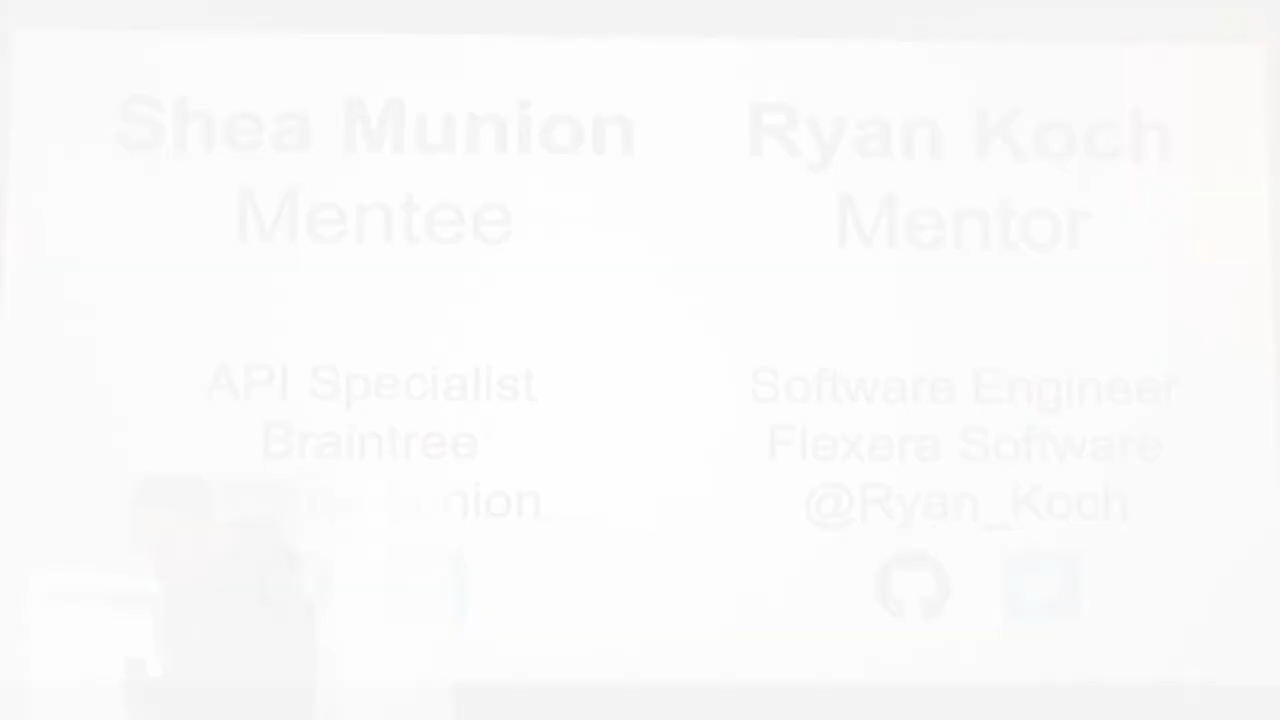 Shea Munion
Mentee
API Specialist
Braintree
Ryan Koch
Mentor
Software Engineer
Flexera Software
@Ryan_Koch